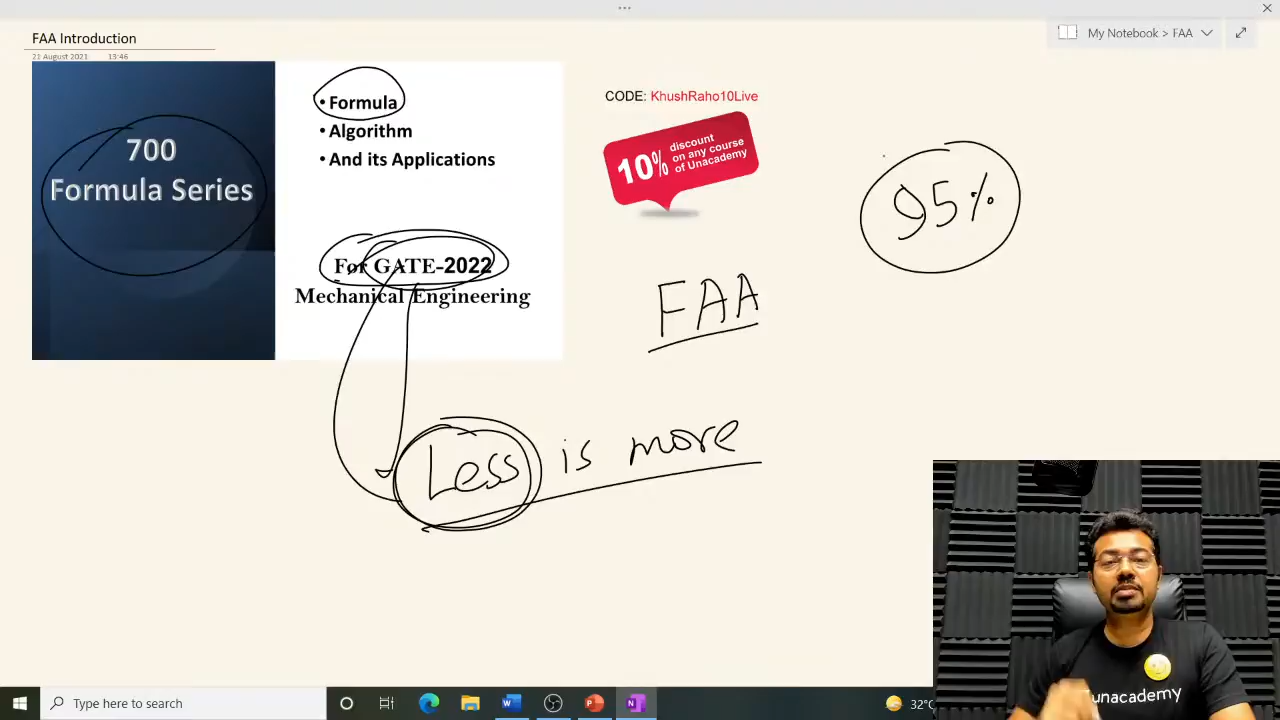 FAA Introduction
21 August 2021 13:46
My Notebook > FAA
700
Formula Series
• Formula
• Algorithm
• And its Applications
For GATE-2022
Mechanical Engineering
CODE: KhushRaho10Live
10% discount
on any course
of Unacademy
95%
FAA
Less is more
unacademy
Type here to search
32°C